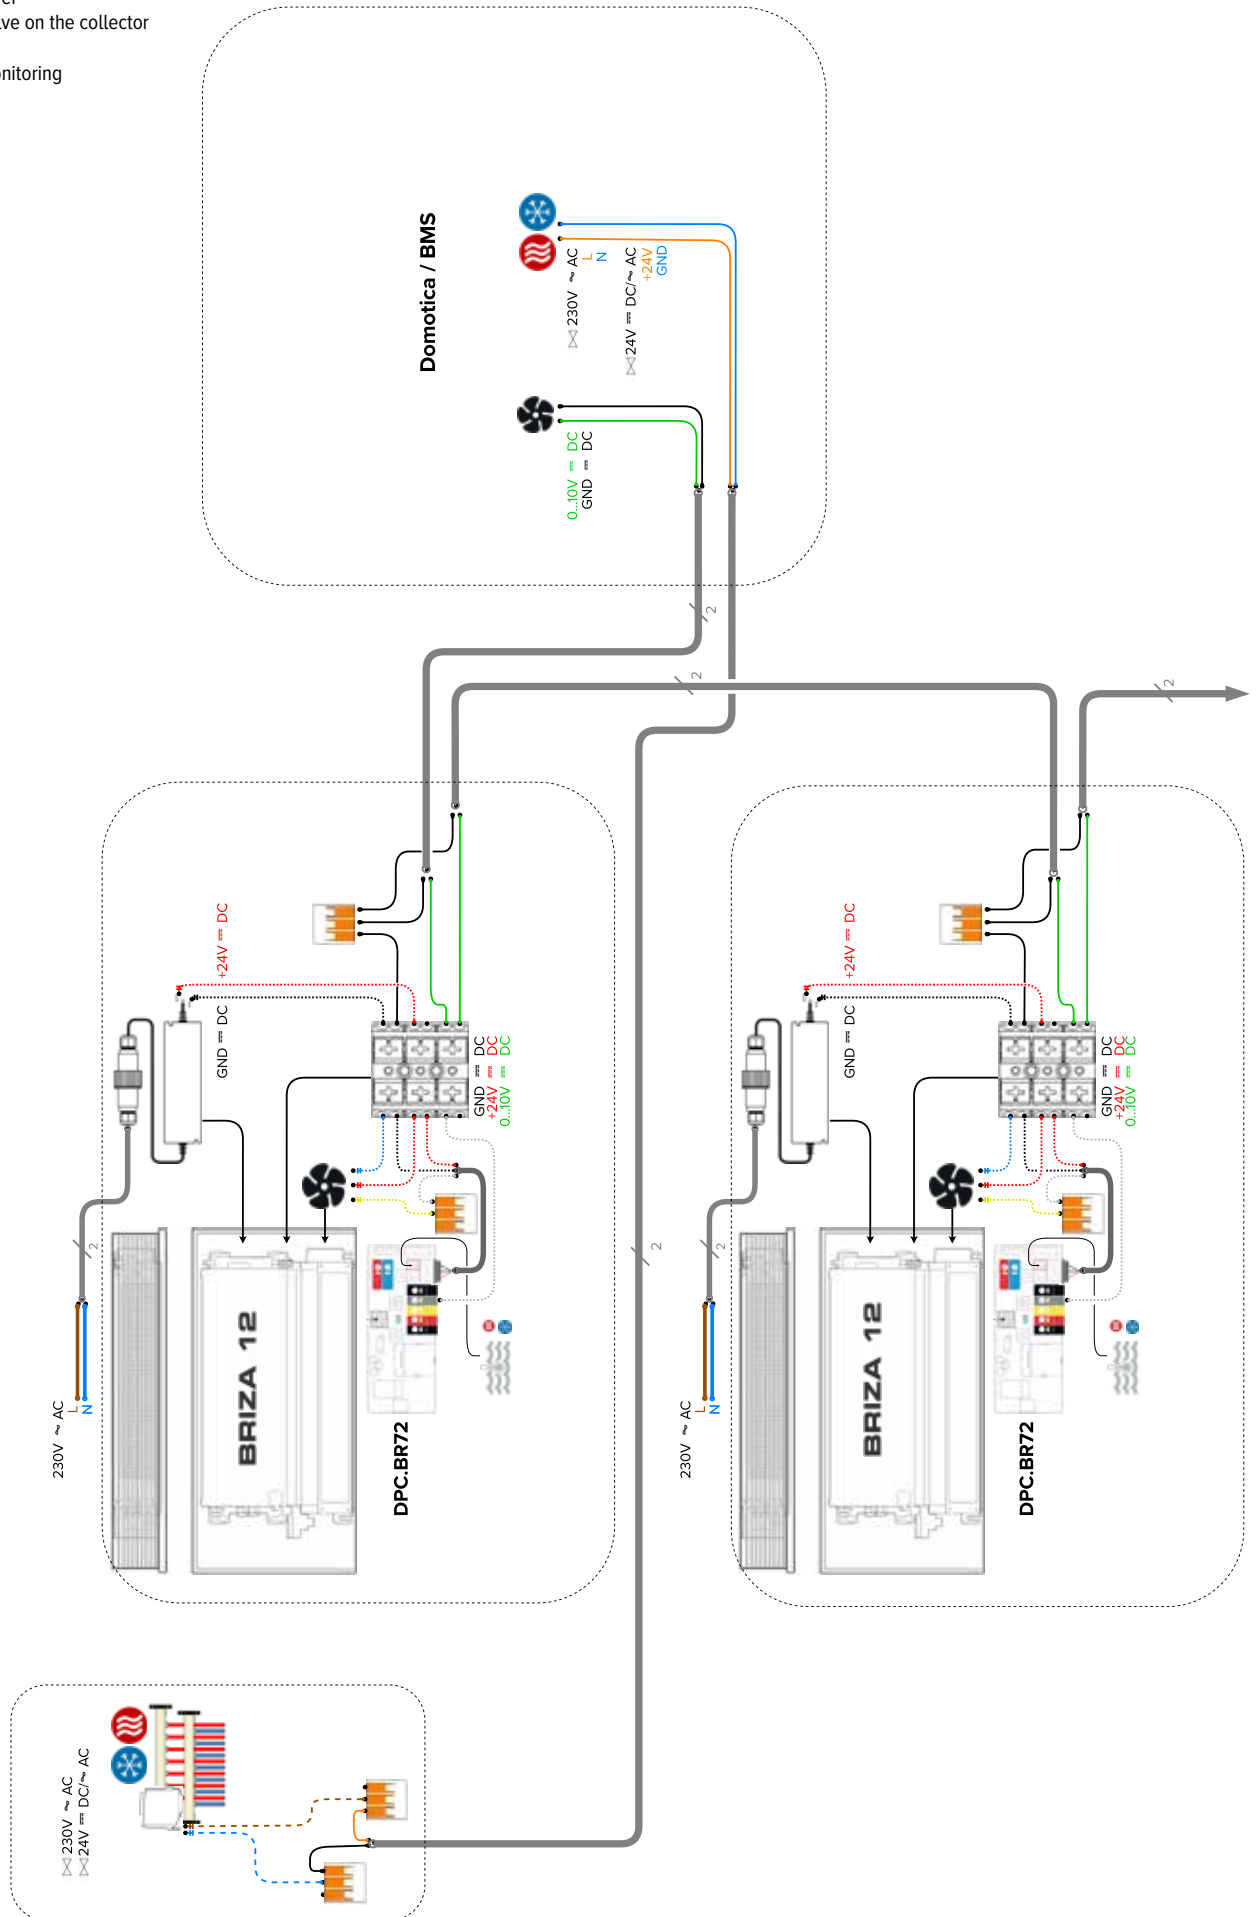 lve on the collector
nitoring
Domotica / BMS
230V ~ AC
L
N
24V ⎓ DC/~ AC
+24V
GND
0...10V ⎓ DC
GND ⎓ DC
2
2
2
2
+24V ⎓ DC
GND ⎓ DC
GND ⎓ DC
+24V ⎓ DC
0...10V ⎓ DC
2
230V ~ AC
L
N
BRIZA 12
DPC.BR72
+24V ⎓ DC
GND ⎓ DC
GND ⎓ DC
+24V ⎓ DC
0...10V ⎓ DC
2
230V ~ AC
L
N
BRIZA 12
DPC.BR72
230V ~ AC
24V ⎓ DC/~ AC